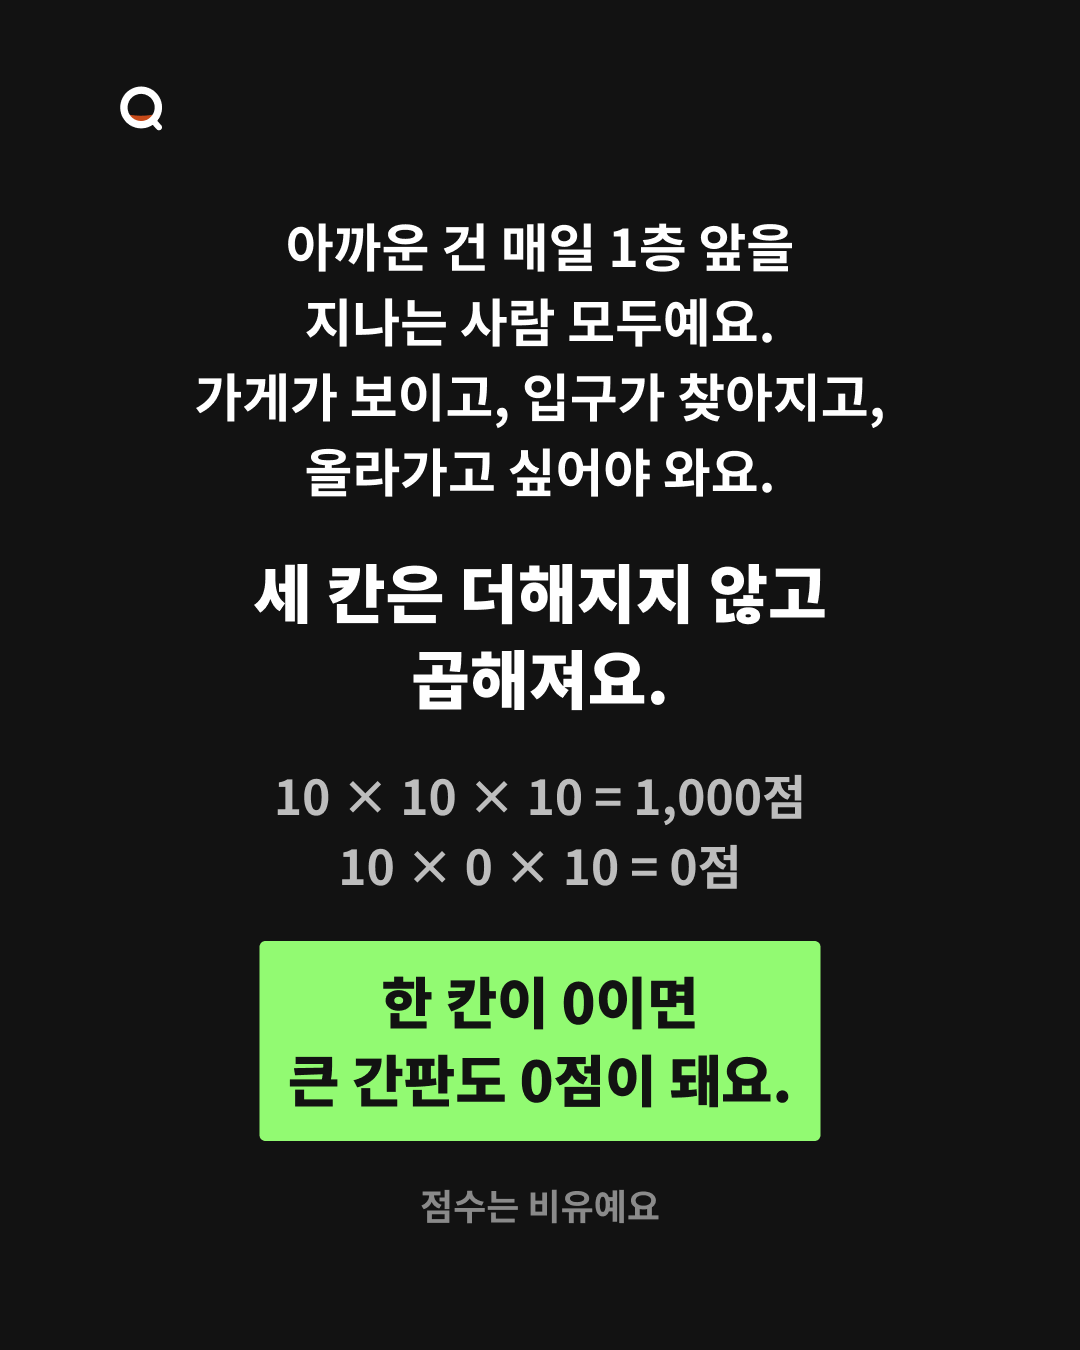 아까운 건 매일 1층 앞을
지나는 사람 모두예요.
가게가 보이고, 입구가 찾아지고,
올라가고 싶어야 와요.
세 칸은 더해지지 않고
곱해져요.
10 × 10 × 10 = 1,000점
10 × 0 × 10 = 0점
한 칸이 0이면
큰 간판도 0점이 돼요.
점수는 비유예요